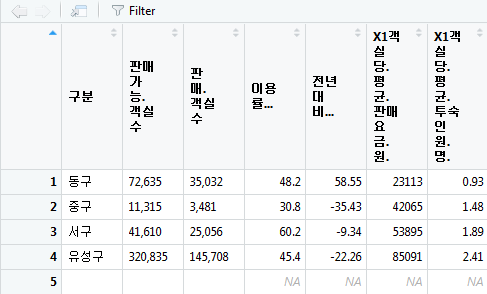 Filter
구분
판매
가
능.
객실
수
판
매.
객실
수
이용
률...
전년
대
비...
X1객
실
당.
평
균.
판매
요
금.
원.
X1객
실
당.
평
균.
투숙
인
원.
명.
1 동구 72,635 35,032 48.2 58.55 23113 0.93
2 중구 11,315 3,481 30.8 -35.43 42065 1.48
3 서구 41,610 25,056 60.2 -9.34 53895 1.89
4 유성구 320,835 145,708 45.4 -22.26 85091 2.41
5 NA NA NA NA